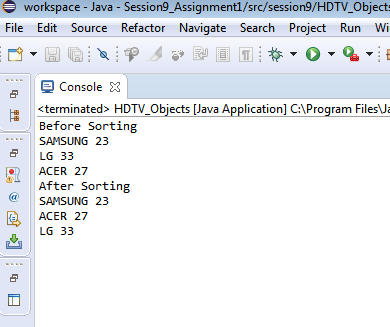 workspace - Java - Session9_Assignment1/src/session9/HDTV_Objects
File Edit Source Refactor Navigate Search Project Run Wi
Console
<terminated> HDTV_Objects [Java Application] C:\Program Files\Ja
Before Sorting
SAMSUNG 23
LG 33
ACER 27
After Sorting
SAMSUNG 23
ACER 27
LG 33